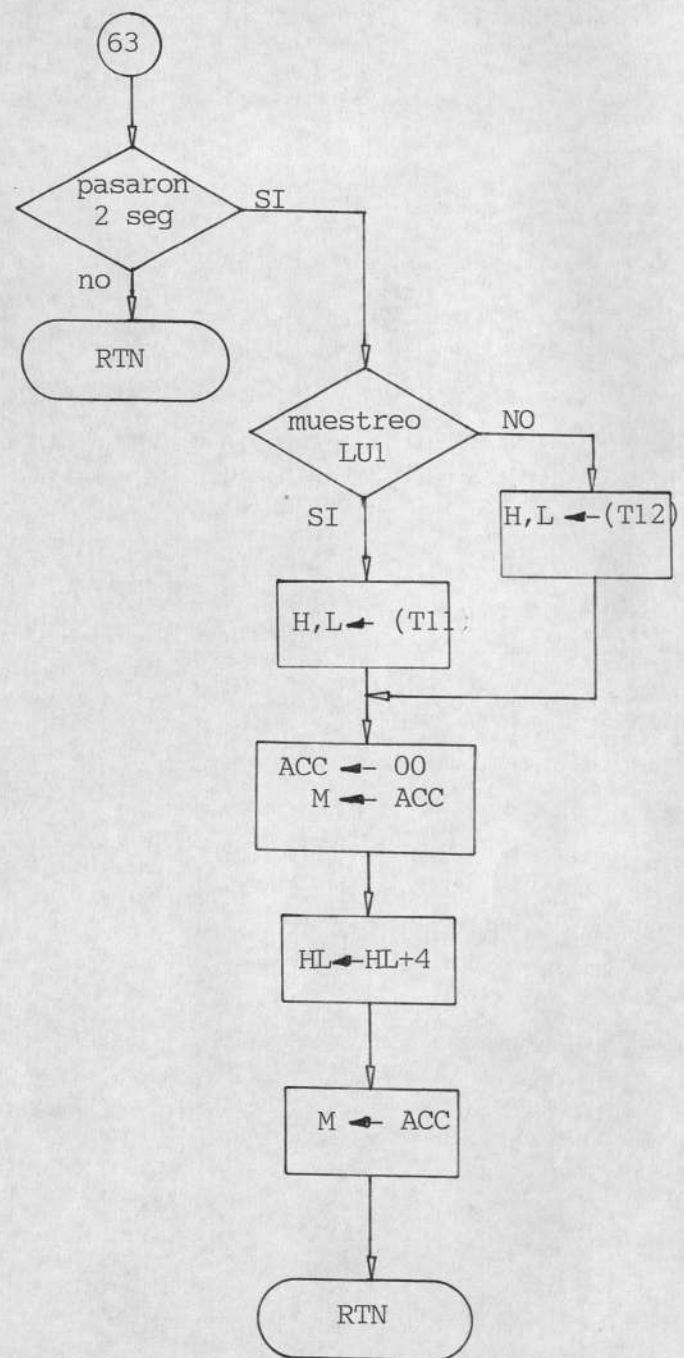 63
pasaron
2 seg
SI
no
RTN
muestreo
LU1
NO
SI
H,L ← (T12)
H,L ← (T11)
ACC ← 00
M ← ACC
HL ← HL+4
M ← ACC
RTN